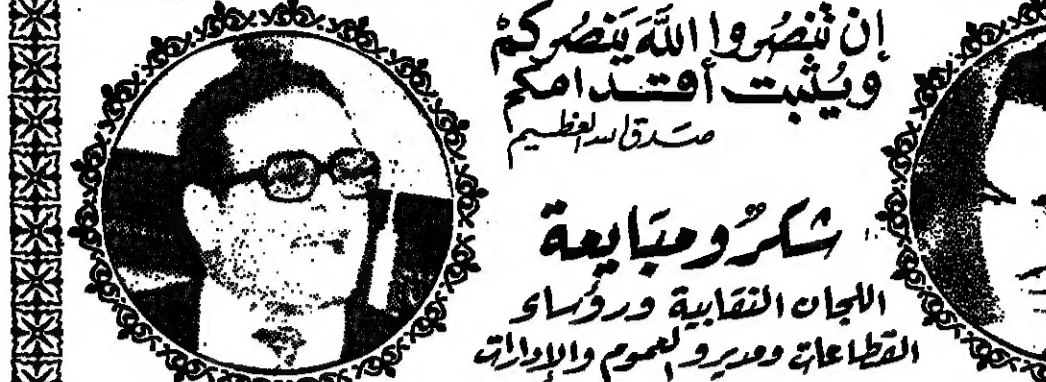 إن تنصروا الله ينصركم
ويثبت أقدامكم
صدق الله العظيم
شكر ومبايعة
اللجان النقابية ورؤساء
القطاعات ومديرو العموم والإدارات